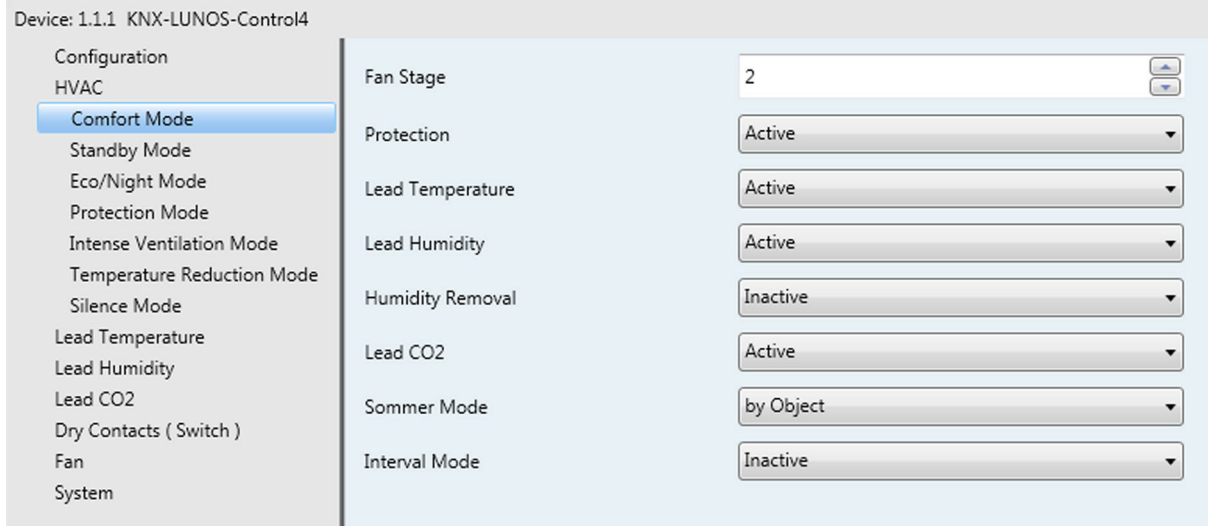 Device: 1.1.1 KNX-LUNOS-Control4
Configuration
HVAC
Comfort Mode
Standby Mode
Eco/Night Mode
Protection Mode
Intense Ventilation Mode
Temperature Reduction Mode
Silence Mode
Lead Temperature
Lead Humidity
Lead CO2
Dry Contacts ( Switch )
Fan
System
Fan Stage 2
Protection Active
Lead Temperature Active
Lead Humidity Active
Humidity Removal Inactive
Lead CO2 Active
Sommer Mode by Object
Interval Mode Inactive